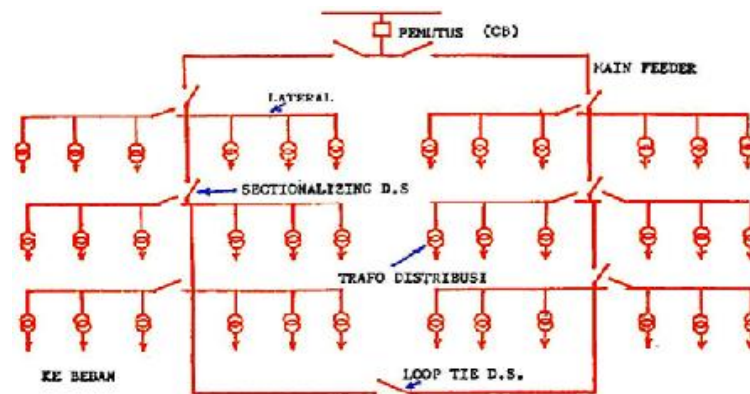 PEMUTUS (CB)
MAIN FEEDER
LATERAL
SECTIONALIZING D.S
TRAFO DISTRIBUSI
KE BEBAN
LOOP TIE D.S.